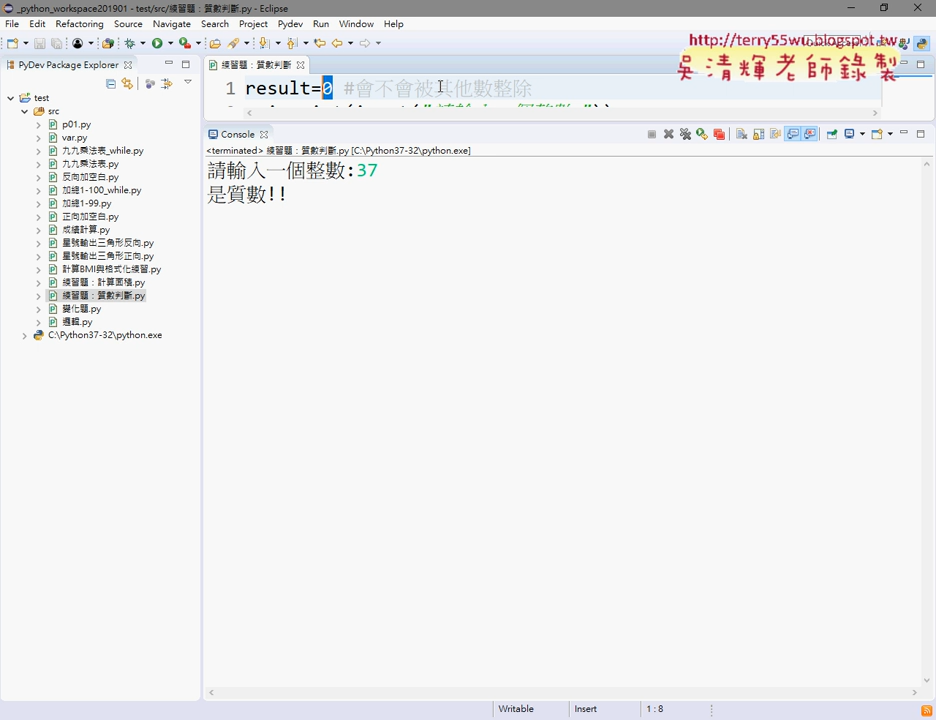 _python_workspace201901 - test/src/練習題：質數判斷.py - Eclipse
File Edit Refactoring Source Navigate Search Project Pydev Run Window Help
http://terry55wu.blogspot.tw
吳清輝老師錄製
PyDev Package Explorer
練習題：質數判斷
test
src
p01.py
var.py
九九乘法表_while.py
九九乘法表.py
反向加空白.py
加總1-100_while.py
加總1-99.py
正向加空白.py
成績計算.py
星號輸出三角形反向.py
星號輸出三角形正向.py
計算BMI與格式化練習.py
練習題：計算面積.py
練習題：質數判斷.py
變化題.py
邏輯.py
C:\Python37-32\python.exe
1 result=0 #會不會被其他數整除
Console
<terminated> 練習題：質數判斷.py [C:\Python37-32\python.exe]
請輸入一個整數:37
是質數!!
Writable Insert 1 : 8